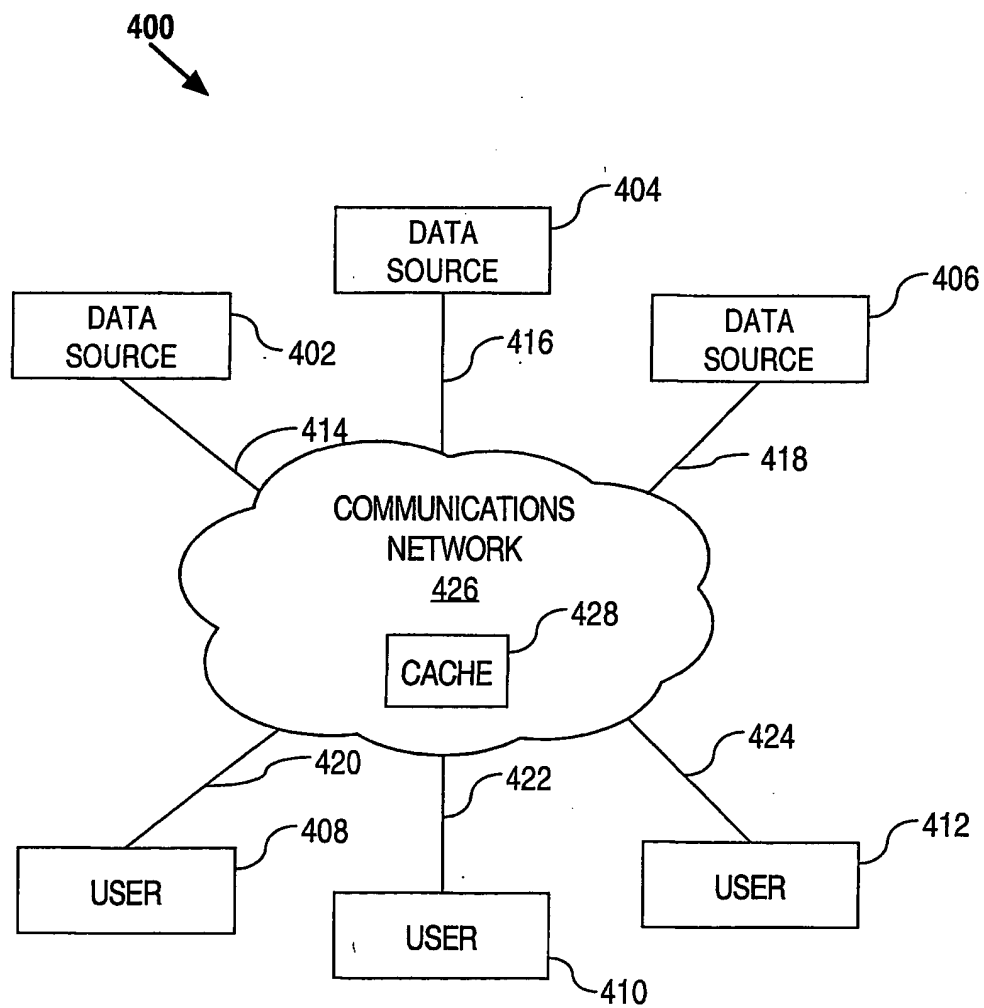 400
404
DATA
SOURCE
406
DATA
SOURCE
402
DATA
SOURCE
416
414
418
COMMUNICATIONS
NETWORK
426
428
CACHE
420
422
424
408
412
USER
USER
USER
410